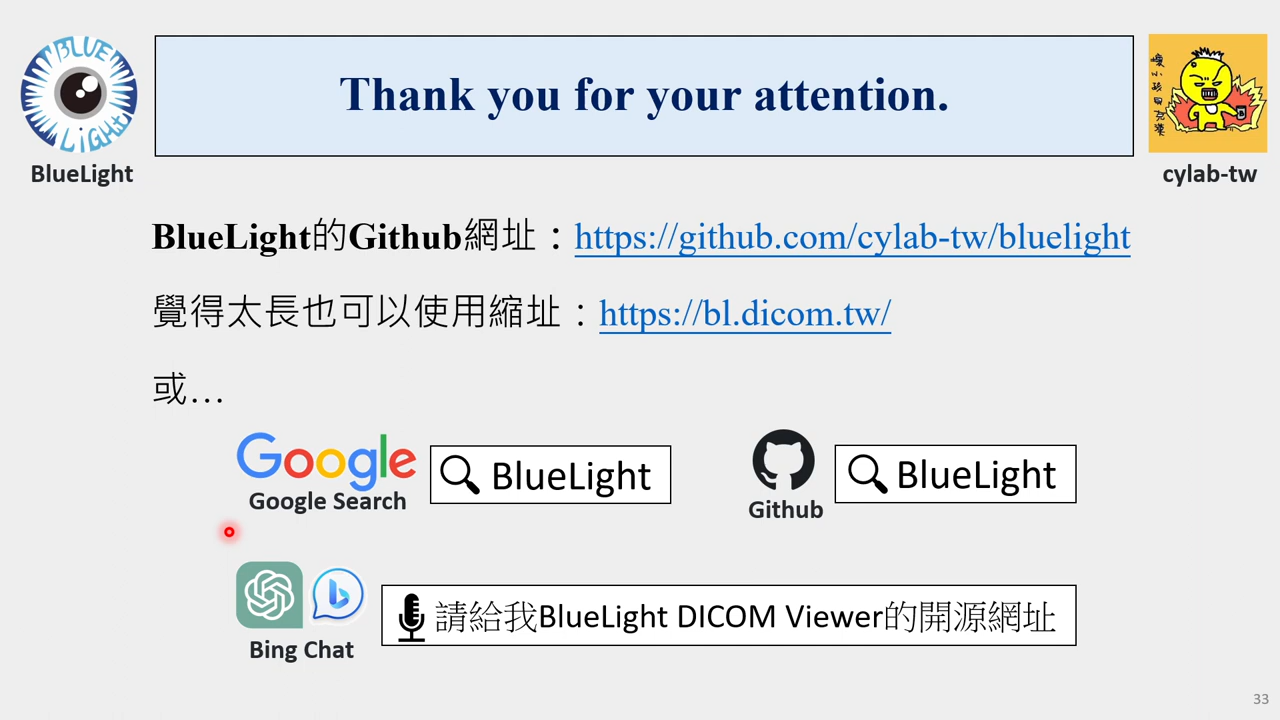 BLUE
LiGHt
BlueLight
Thank you for your attention.
cylab-tw
BlueLight的Github網址：https://github.com/cylab-tw/bluelight
覺得太長也可以使用縮址：https://bl.dicom.tw/
或…
Google
Google Search
BlueLight
Github
BlueLight
Bing Chat
請給我BlueLight DICOM Viewer的開源網址
33